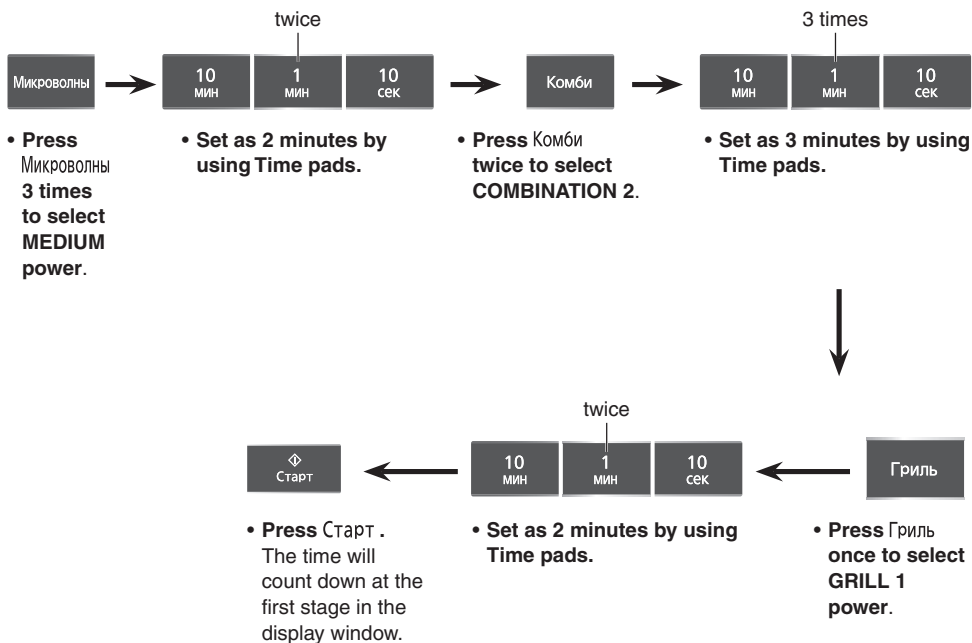 twice
3 times
Микроволны
10
мин
1
мин
10
сек
Комби
10
мин
1
мин
10
сек
• Press
Микроволны
3 times
to select
MEDIUM
power.
• Set as 2 minutes by
using Time pads.
• Press Комби
twice to select
COMBINATION 2.
• Set as 3 minutes by using
Time pads.
Гриль
• Press Гриль
once to select
GRILL 1
power.
twice
10
мин
1
мин
10
сек
• Set as 2 minutes by using
Time pads.
Старт
• Press Старт .
The time will
count down at the
first stage in the
display window.